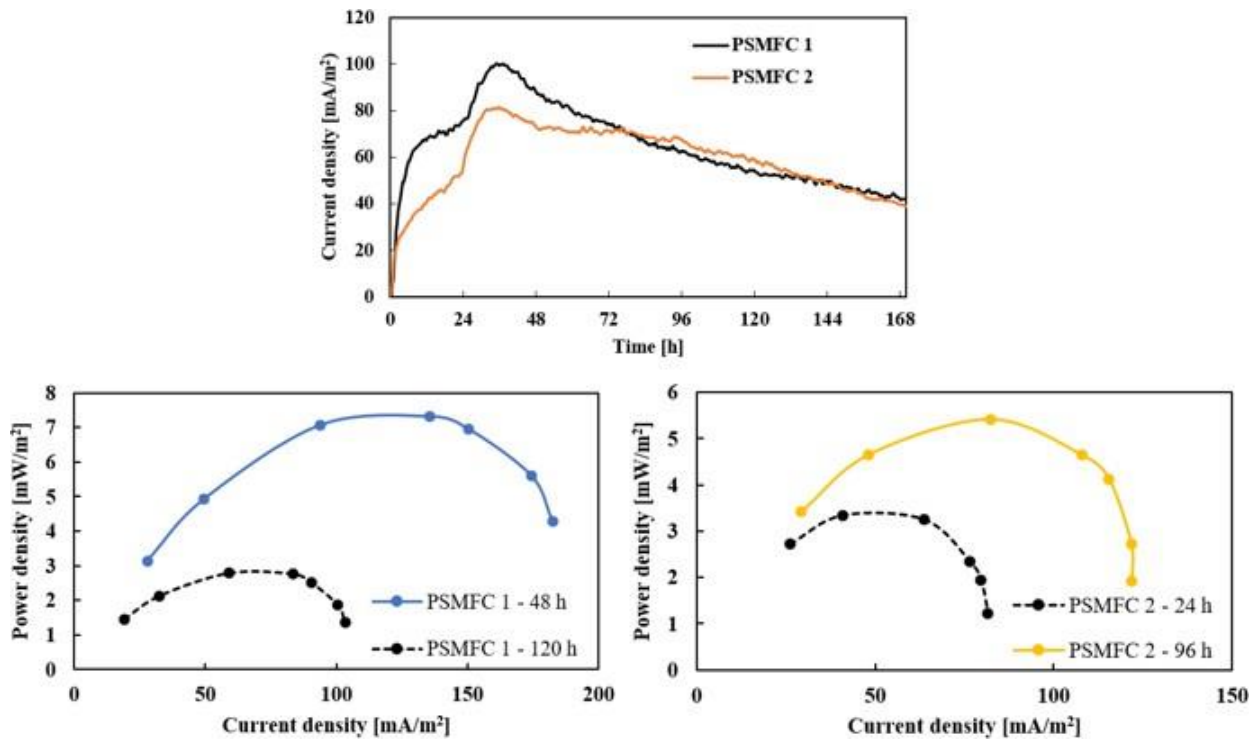 120
100
80
60
40
20
0
Current density [mA/m²)
PSMFC 1
PSMFC 2
0 24 48 72 96 120 144 168
Time [h]
8
7
6
5
4
3
2
1
0
Power density [mW/m²]
PSMFC 1 - 48 h
PSMFC 1 - 120 h
0 50 100 150 200
Current density [mA/m²]
6
5
4
3
2
1
0
Power density [mW/m²]
PSMFC 2 - 24 h
PSMFC 2 - 96 h
0 50 100 150
Current density [mA/m²]